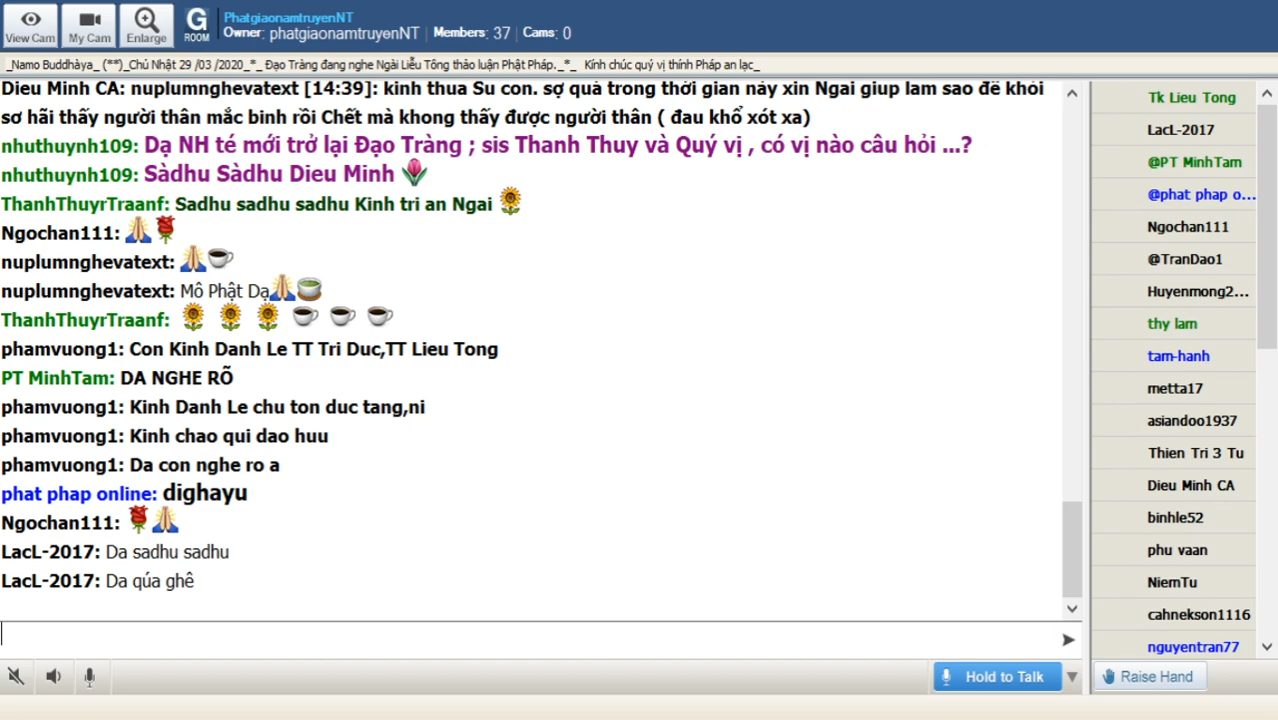 View Cam
My Cam
Enlarge
G
ROOM
PhatgiaonamtruyenNT
Owner: phatgiaonamtruyenNT | Members: 37 | Cams: 0
_Namo Buddhàya_ (**)_Chủ Nhật 29 /03 /2020_*_ Đạo Tràng đang nghe Ngài Liễu Tông thảo luận Phật Pháp._*_ Kính chúc quý vị thính Pháp an lạc_
Dieu Minh CA: nuplumnghevatext [14:39]: kinh thua Su con. sợ quà trong thời gian này xin Ngai giup lam sao đề khỏi
sơ hãi thấy người thân mắc binh rồi Chết mà khong thấy được người thân ( đau khổ xót xa)
nhuthuynh109: Dạ NH té mới trở lại Đạo Tràng ; sis Thanh Thuy và Quý vị , có vị nào câu hỏi ...?
nhuthuynh109: Sàdhu Sàdhu Dieu Minh
ThanhThuyrTraanf: Sadhu sadhu sadhu Kinh tri an Ngai
Ngochan111:
nuplumnghevatext:
nuplumnghevatext: Mô Phật Dạ
ThanhThuyrTraanf:
phamvuong1: Con Kinh Danh Le TT Tri Duc,TT Lieu Tong
PT MinhTam: DA NGHE RÕ
phamvuong1: Kinh Danh Le chu ton duc tang,ni
phamvuong1: Kinh chao qui dao huu
phamvuong1: Da con nghe ro a
phat phap online: dighayu
Ngochan111:
LacL-2017: Da sadhu sadhu
LacL-2017: Da qúa ghê
Hold to Talk
Tk Lieu Tong
LacL-2017
@PT MinhTam
@phat phap o...
Ngochan111
@TranDao1
Huyenmong2...
thy lam
tam-hanh
metta17
asiandoo1937
Thien Tri 3 Tu
Dieu Minh CA
binhle52
phu vaan
NiemTu
cahnekson1116
nguyentran77
Raise Hand